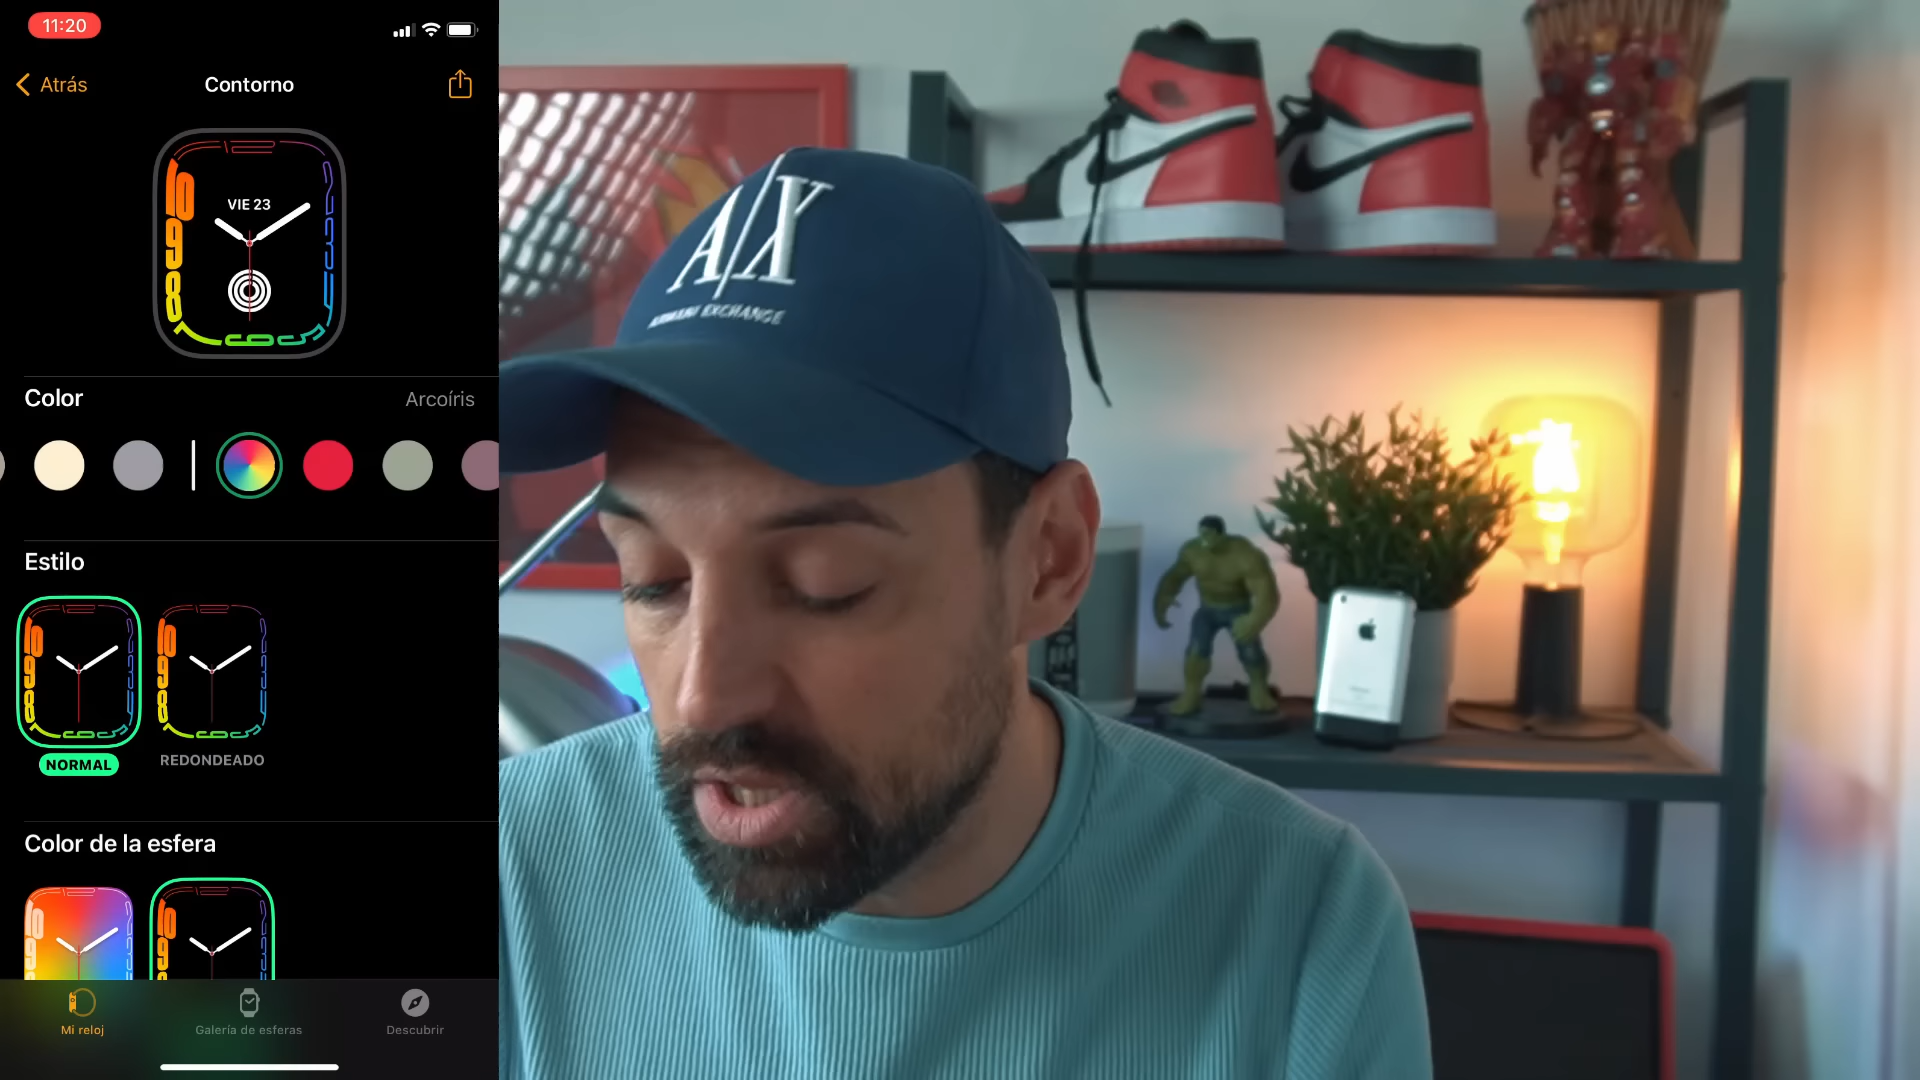 11:20
Atrás
Contorno
VIE 23
Color
Arcoíris
Estilo
NORMAL
REDONDEADO
Color de la esfera
Mi reloj
Galería de esferas
Descubrir
A|X
ARMANI EXCHANGE